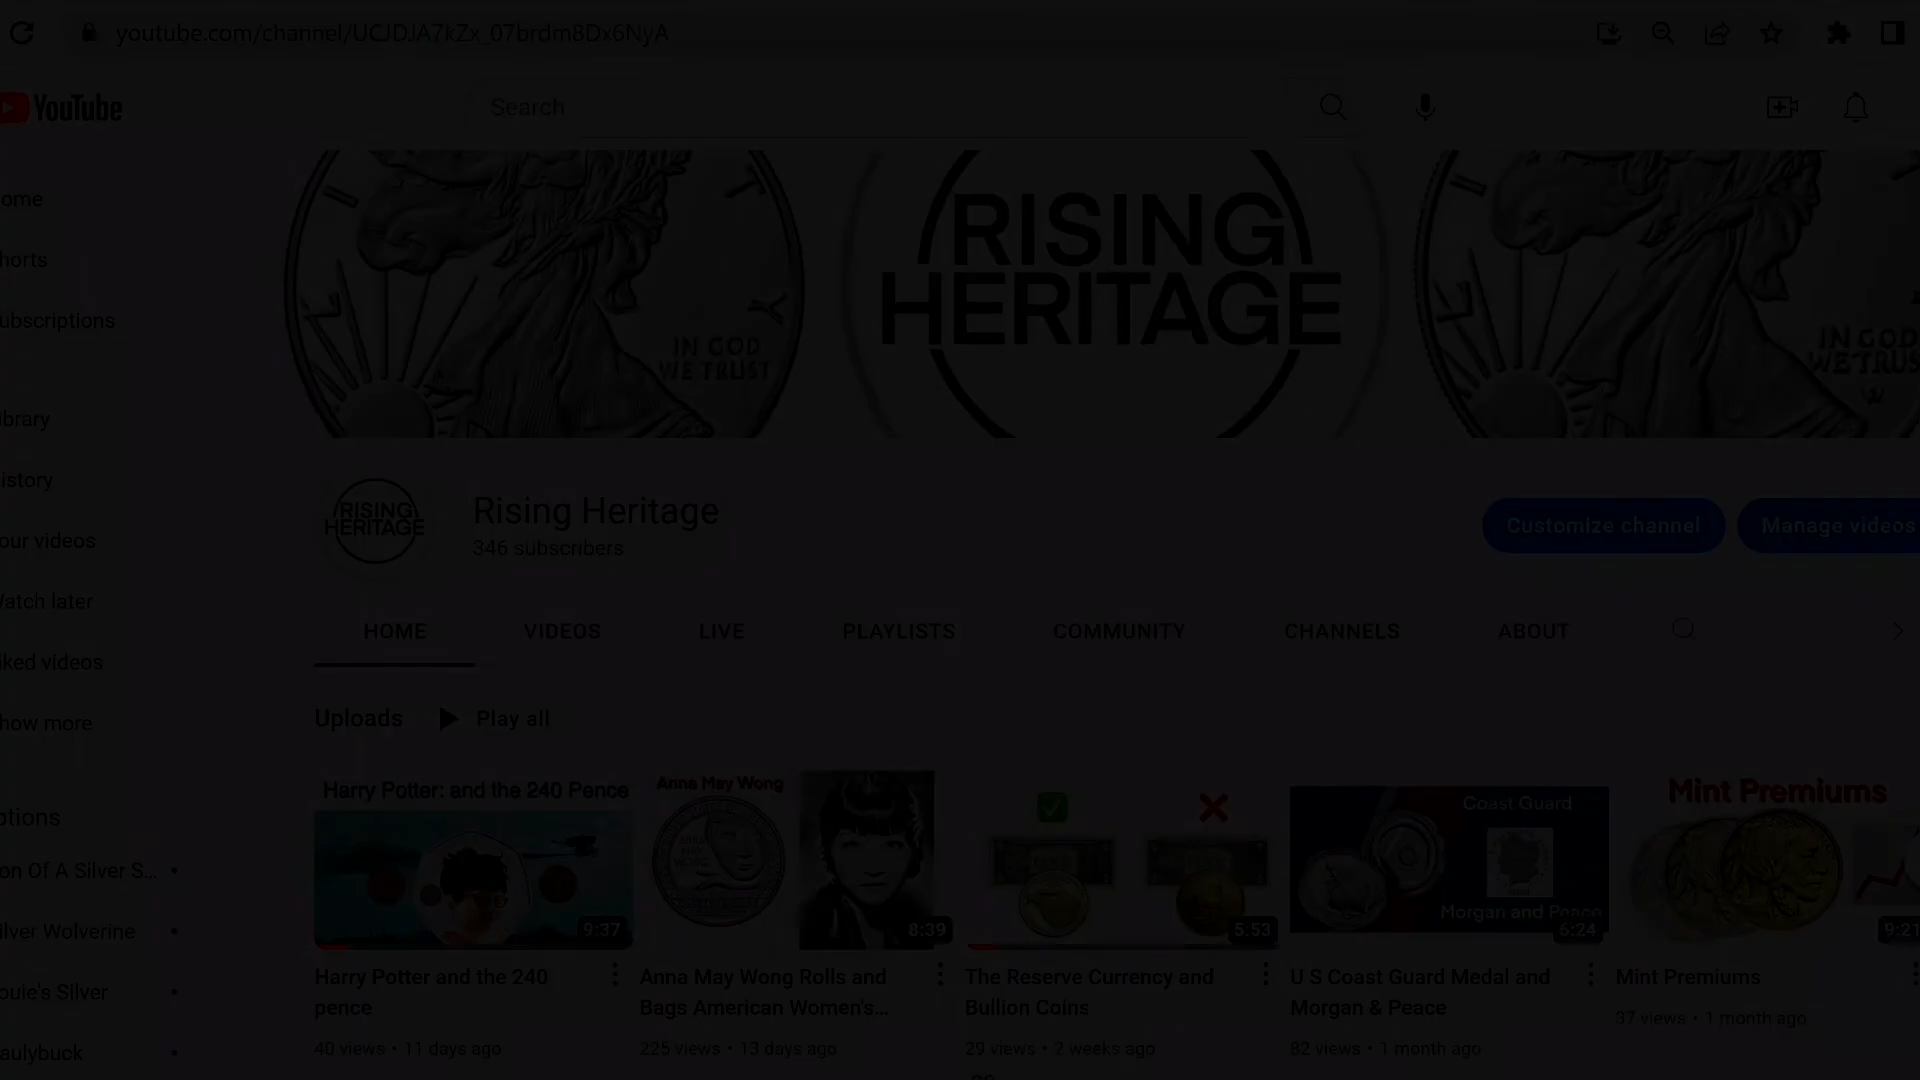 youtube.com/channel/UCJDJA7kZx_07brdm8Dx6NyA
YouTube
Search
ome
horts
ubscriptions
ibrary
istory
our videos
Vatch later
ked videos
how more
otions
on Of A Silver S...
ilver Wolverine
ouie's Silver
aulybuck
IN GOD
WE TRUST
RISING
HERITAGE
IN GOD
WE TRUS
RISING
HERITAGE
Rising Heritage
346 subscribers
Customize channel
Manage videos
HOME
VIDEOS
LIVE
PLAYLISTS
COMMUNITY
CHANNELS
ABOUT
Uploads
Play all
Harry Potter: and the 240 Pence
9:37
Harry Potter and the 240
pence
40 views • 11 days ago
Anna May Wong
8:39
Anna May Wong Rolls and
Bags American Women's...
225 views • 13 days ago
5:53
The Reserve Currency and
Bullion Coins
29 views • 2 weeks ago
Coast Guard
Morgan and Peace
6:24
U S Coast Guard Medal and
Morgan & Peace
82 views • 1 month ago
Mint Premiums
9:21
Mint Premiums
37 views • 1 month ago